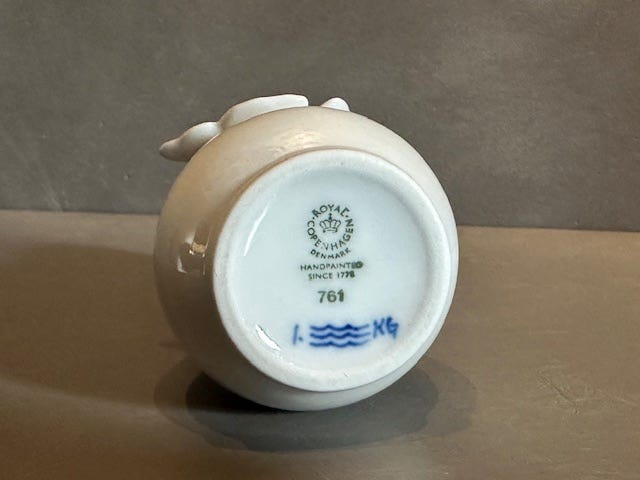 ROYAL
COPENHAGEN
DENMARK
HANDPAINTED
SINCE 1775
761
1. KG